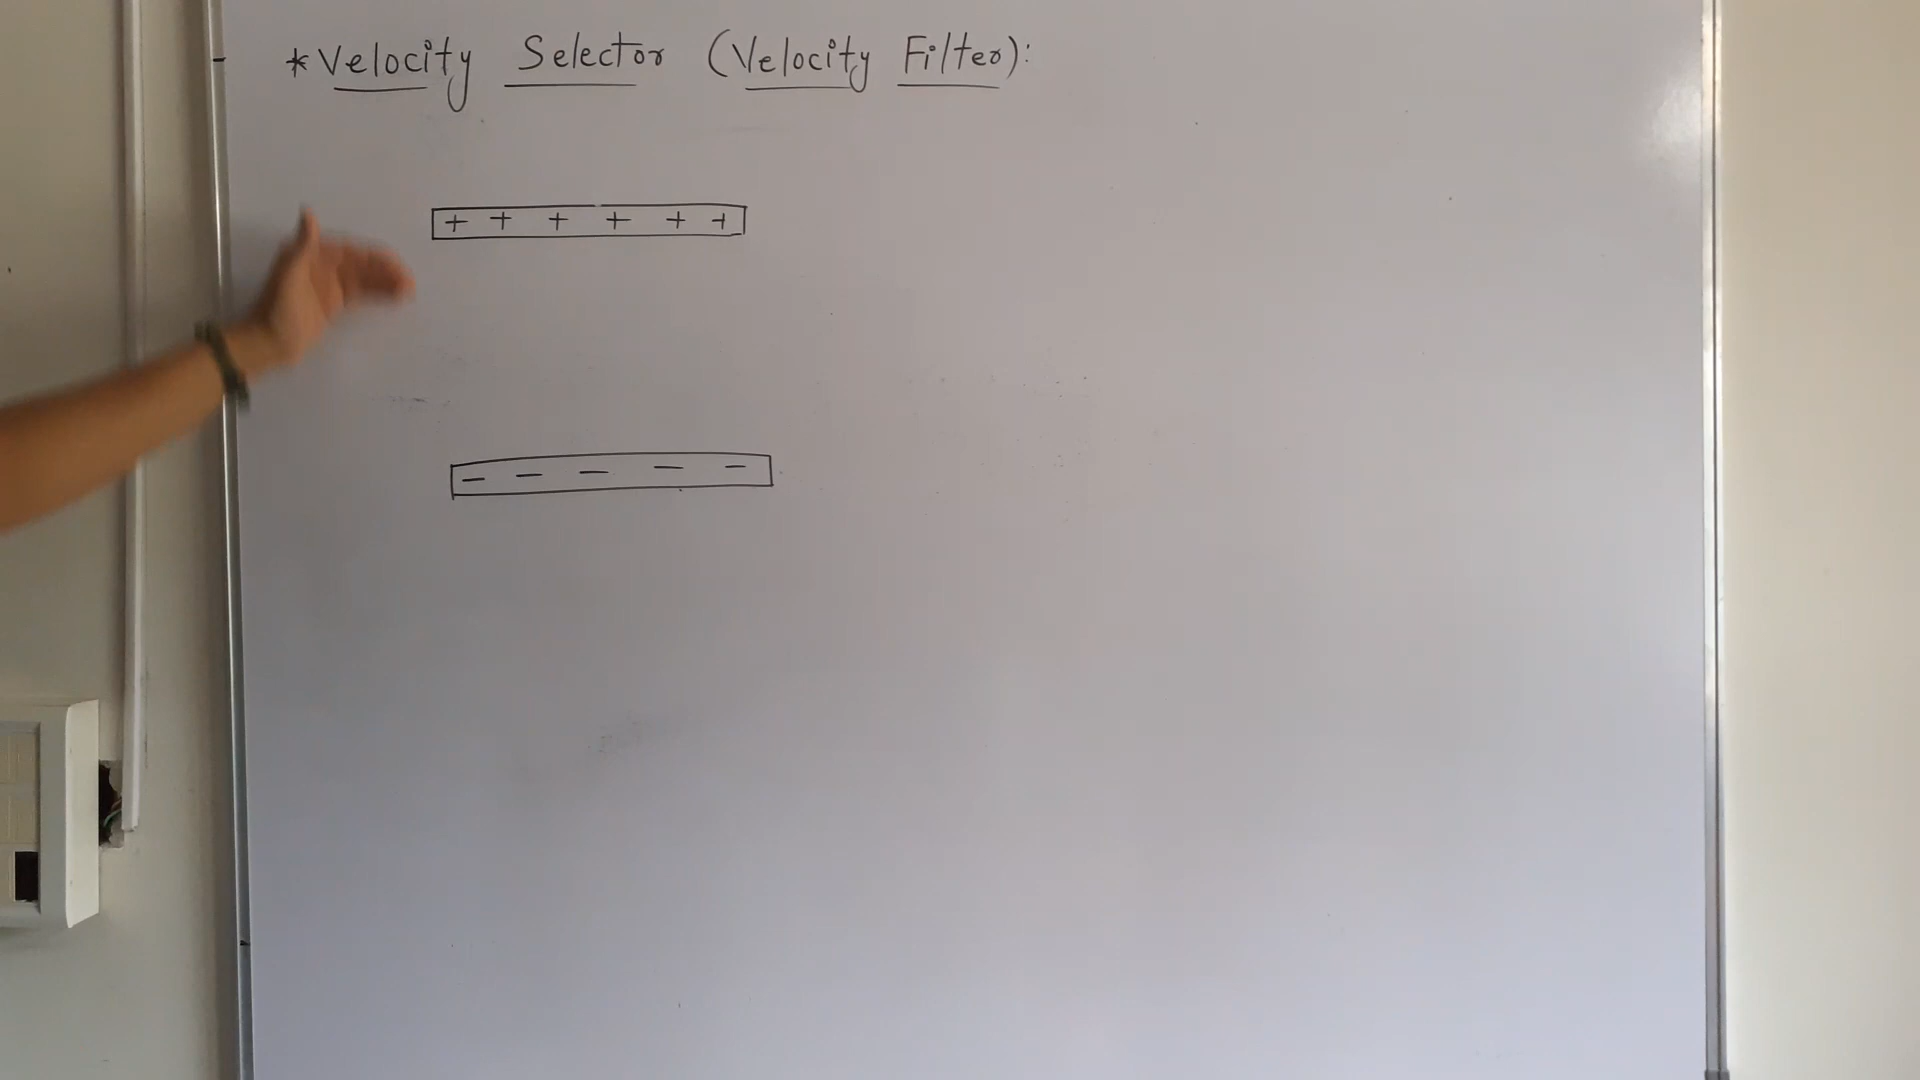 *Velocity Selector (Velocity Filter):
+ + + + + +
− − − − −